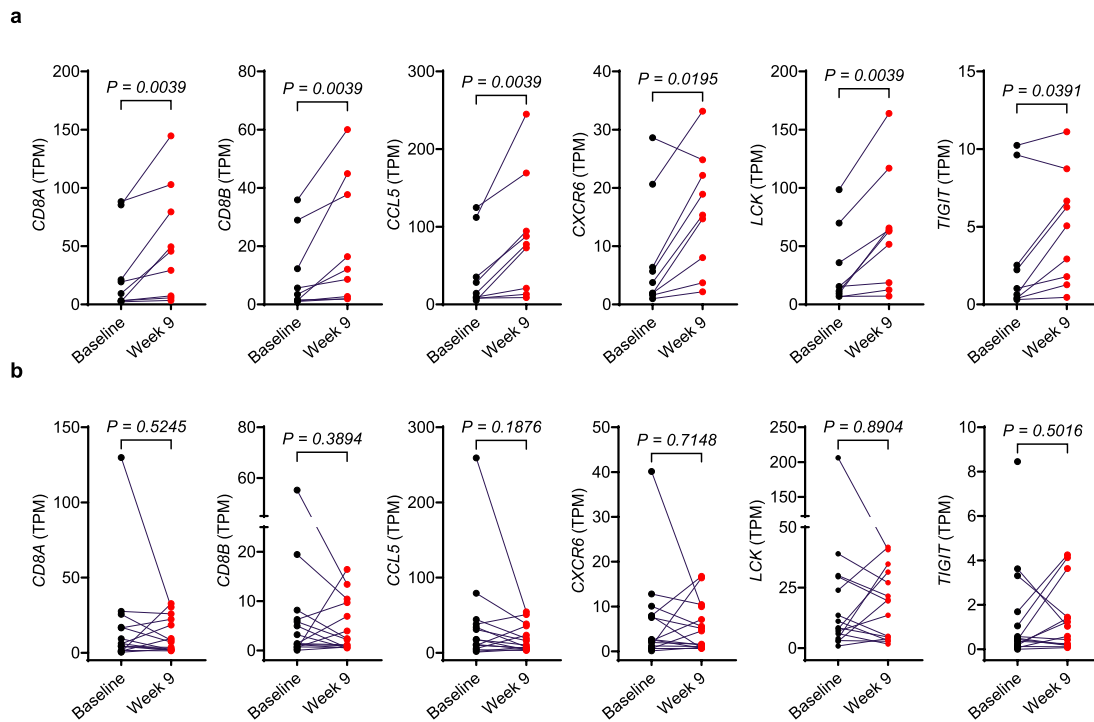 a
P = 0.0039
P = 0.0039
P = 0.0039
P = 0.0195
P = 0.0039
P = 0.0391
CD8A (TPM)
200
150
100
50
0
Baseline
Week 9
CD8B (TPM)
80
60
40
20
0
Baseline
Week 9
CCL5 (TPM)
300
200
100
0
Baseline
Week 9
CXCR6 (TPM)
40
30
20
10
0
Baseline
Week 9
LCK (TPM)
200
150
100
50
0
Baseline
Week 9
TIGIT (TPM)
15
10
5
0
Baseline
Week 9
b
P = 0.5245
P = 0.3894
P = 0.1876
P = 0.7148
P = 0.8904
P = 0.5016
CD8A (TPM)
150
100
50
0
Baseline
Week 9
CD8B (TPM)
80
60
40
20
10
0
Baseline
Week 9
CCL5 (TPM)
300
200
100
0
Baseline
Week 9
CXCR6 (TPM)
50
40
30
20
10
0
Baseline
Week 9
LCK (TPM)
250
200
150
100
50
25
0
Baseline
Week 9
TIGIT (TPM)
10
8
6
4
2
0
Baseline
Week 9